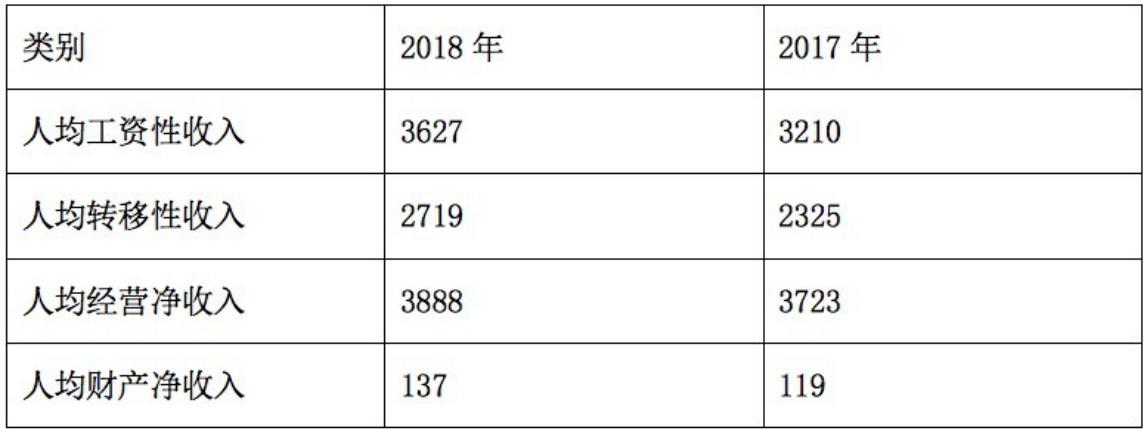 类别 2018 年 2017 年
人均工资性收入 3627 3210
人均转移性收入 2719 2325
人均经营净收入 3888 3723
人均财产净收入 137 119